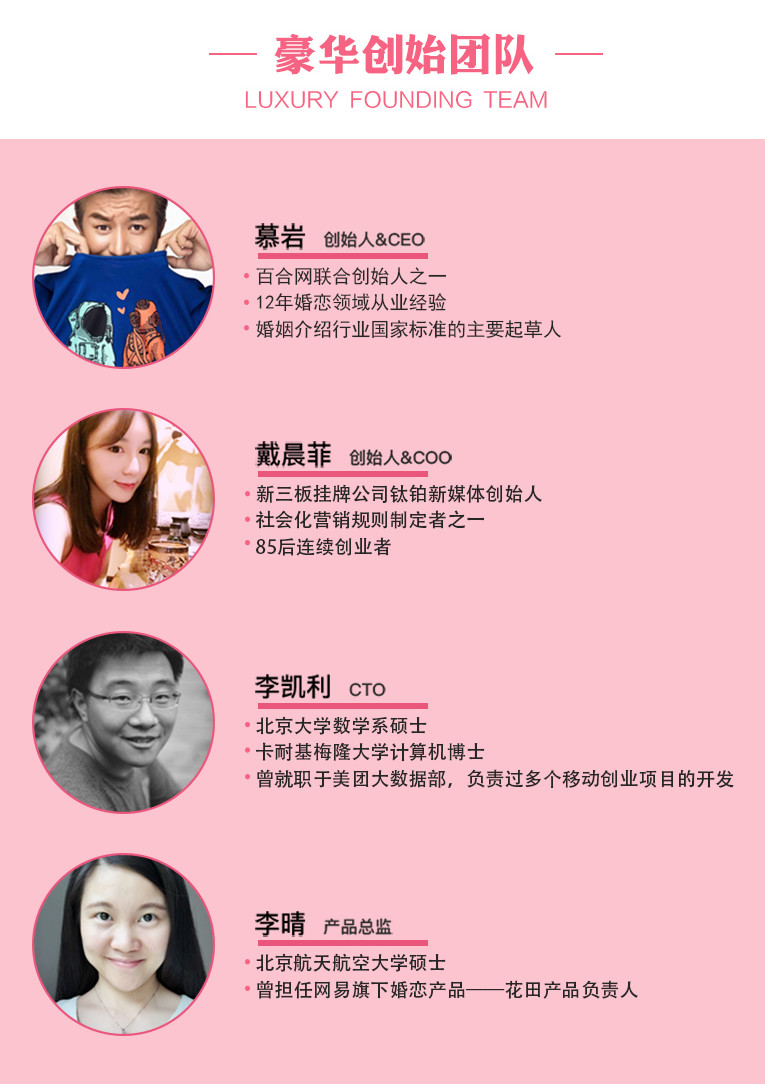 豪华创始团队
LUXURY FOUNDING TEAM
慕岩 创始人&CEO
百合网联合创始人之一
12年婚恋领域从业经验
婚姻介绍行业国家标准的主要起草人
戴晨菲 创始人&COO
新三板挂牌公司钛铂新媒体创始人
社会化营销规则制定者之一
85后连续创业者
李凯利 CTO
北京大学数学系硕士
卡耐基梅隆大学计算机博士
曾就职于美团大数据部，负责过多个移动创业项目的开发
李晴 产品总监
北京航天航空大学硕士
曾担任网易旗下婚恋产品——花田产品负责人